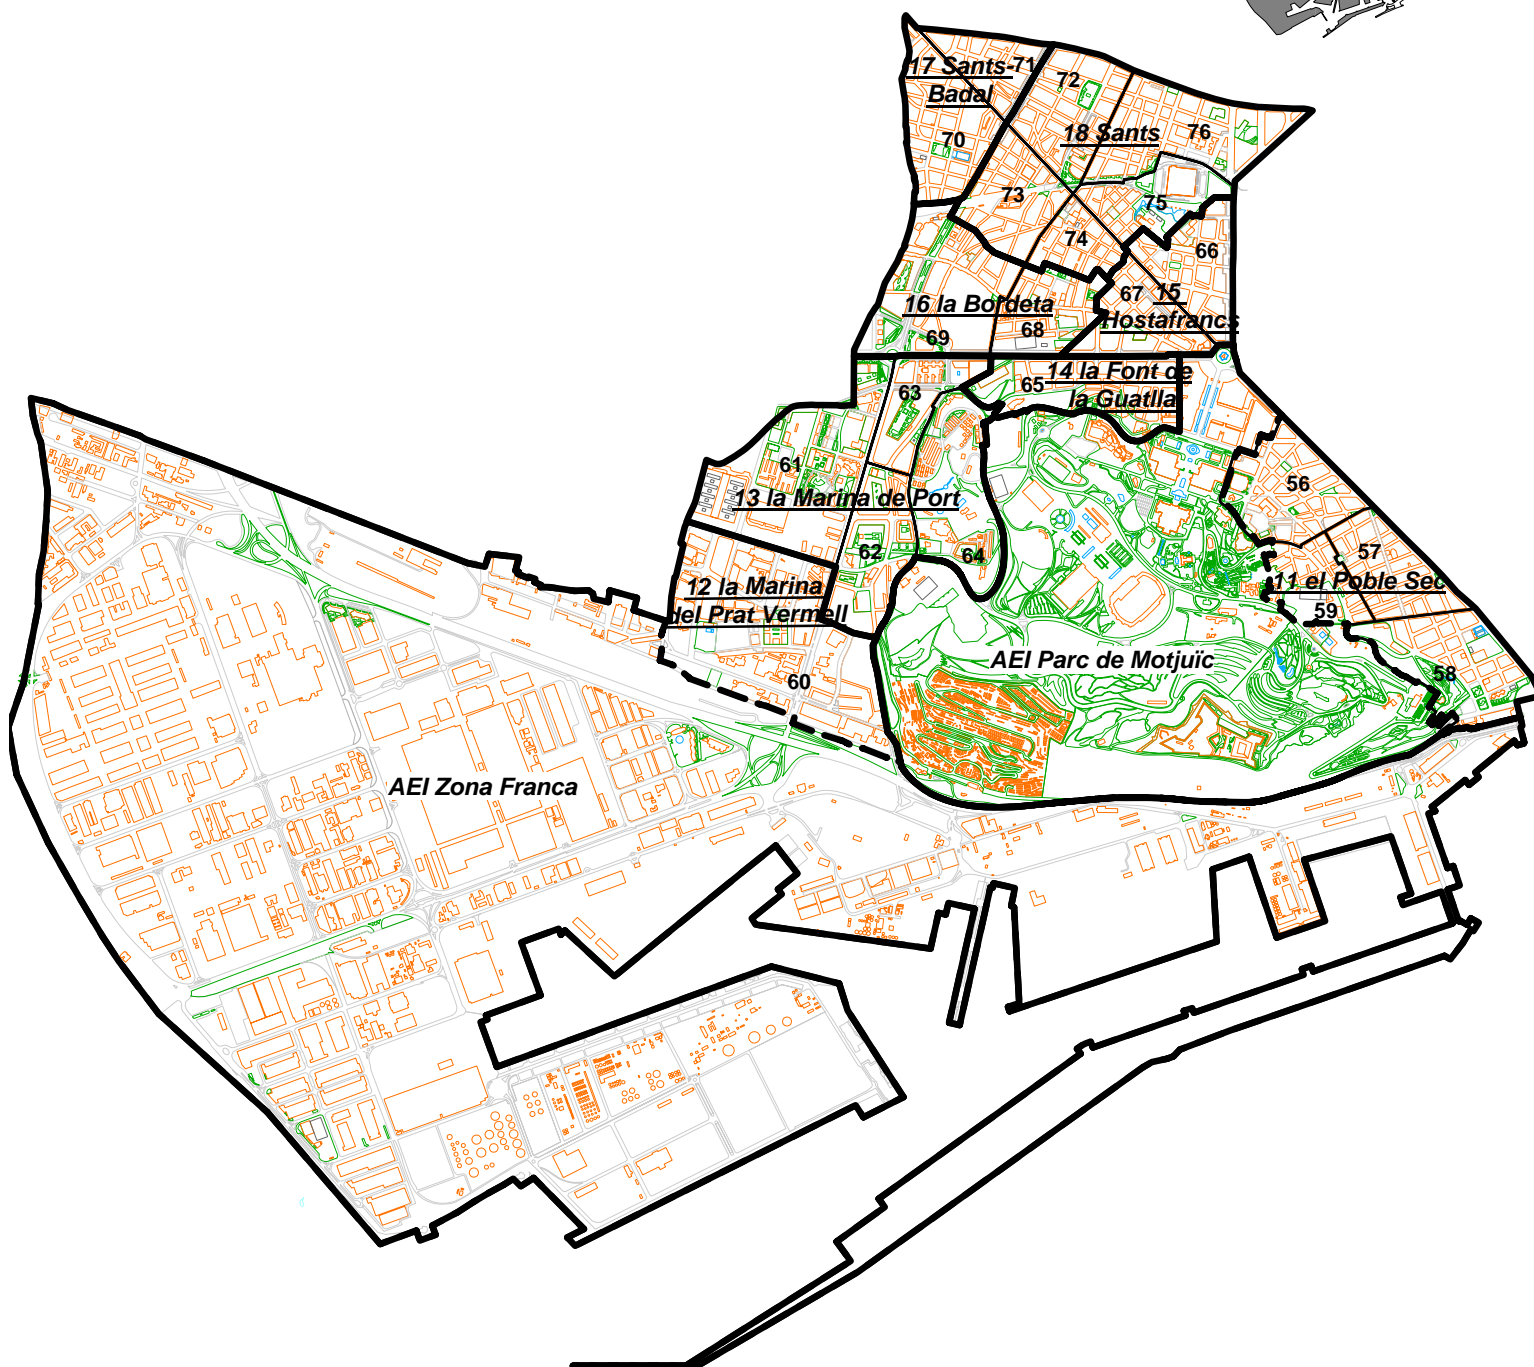 17 Sants-
Badal
71
72
70
18 Sants
76
73
75
74
66
67
15
Hostafrancs
16 la Bordeta
68
69
14 la Font de
la Guatlla
65
63
61
13 la Marina de Port
56
57
62
64
11 el Poble Sec
12 la Marina
del Prat Vermell
59
AEI Parc de Motjuïc
58
60
AEI Zona Franca